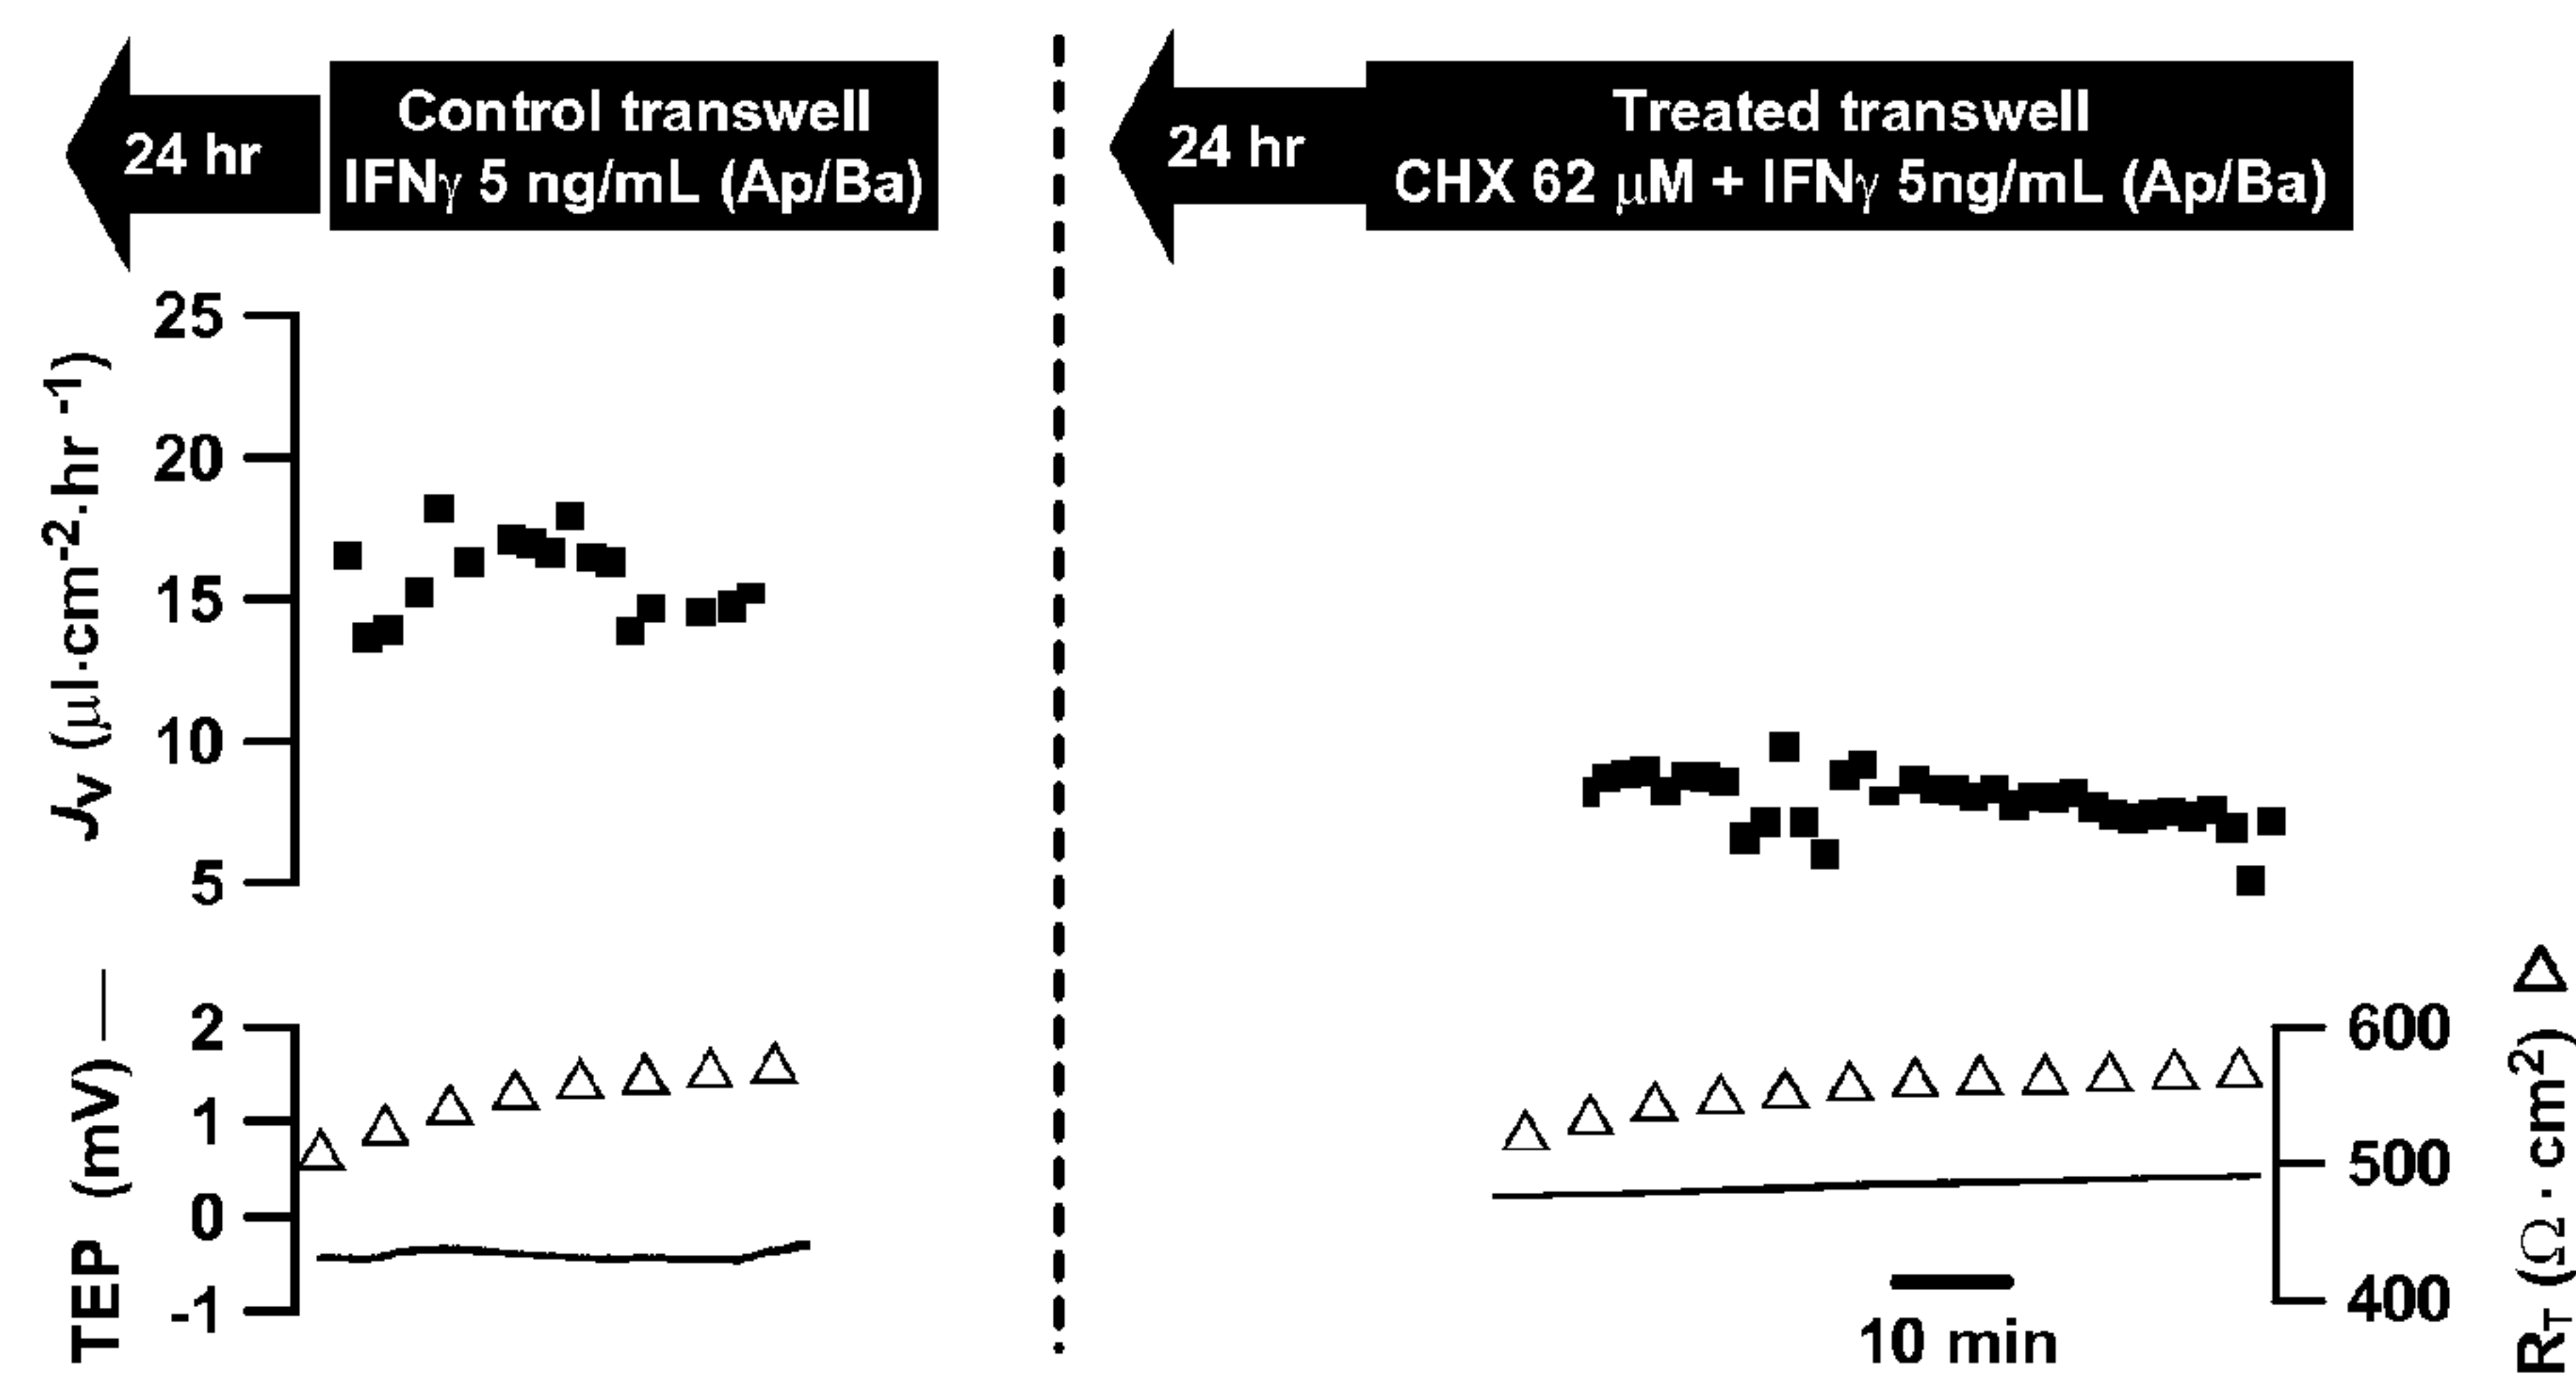 24 hr
Control transwell
IFNγ 5 ng/mL (Ap/Ba)
24 hr
Treated transwell
CHX 62 μM + IFNγ 5ng/mL (Ap/Ba)
Jv (μl·cm-2.hr -1)
25
20
15
10
5
TEP (mV)
2
1
0
-1
10 min
600
500
400
RT (Ω · cm2) Δ